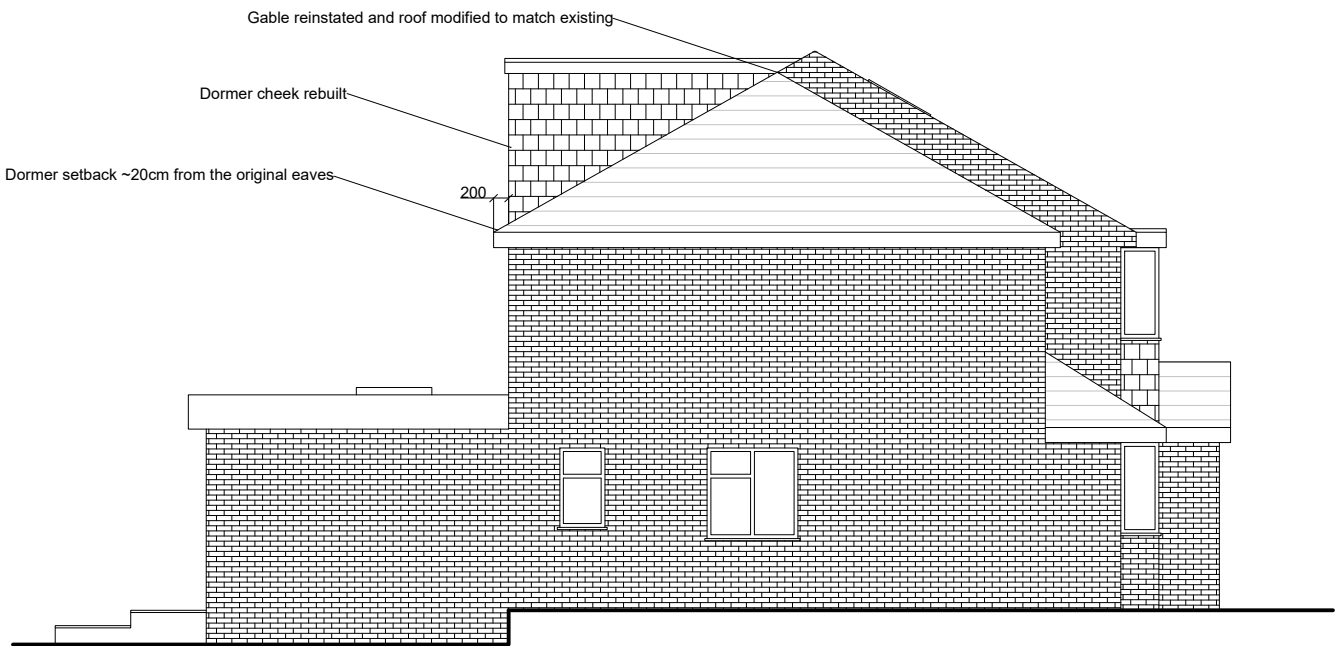 Gable reinstated and roof modified to match existing
Dormer cheek rebuilt
Dormer setback ~20cm from the original eaves
200